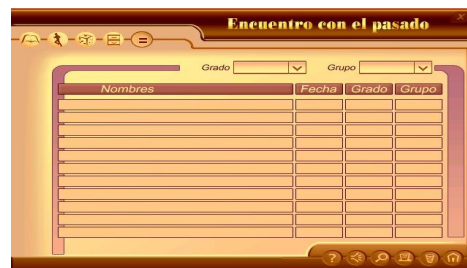 Encuentro con el pasado
Grado Grupo
Nombres Fecha Grado Grupo
?